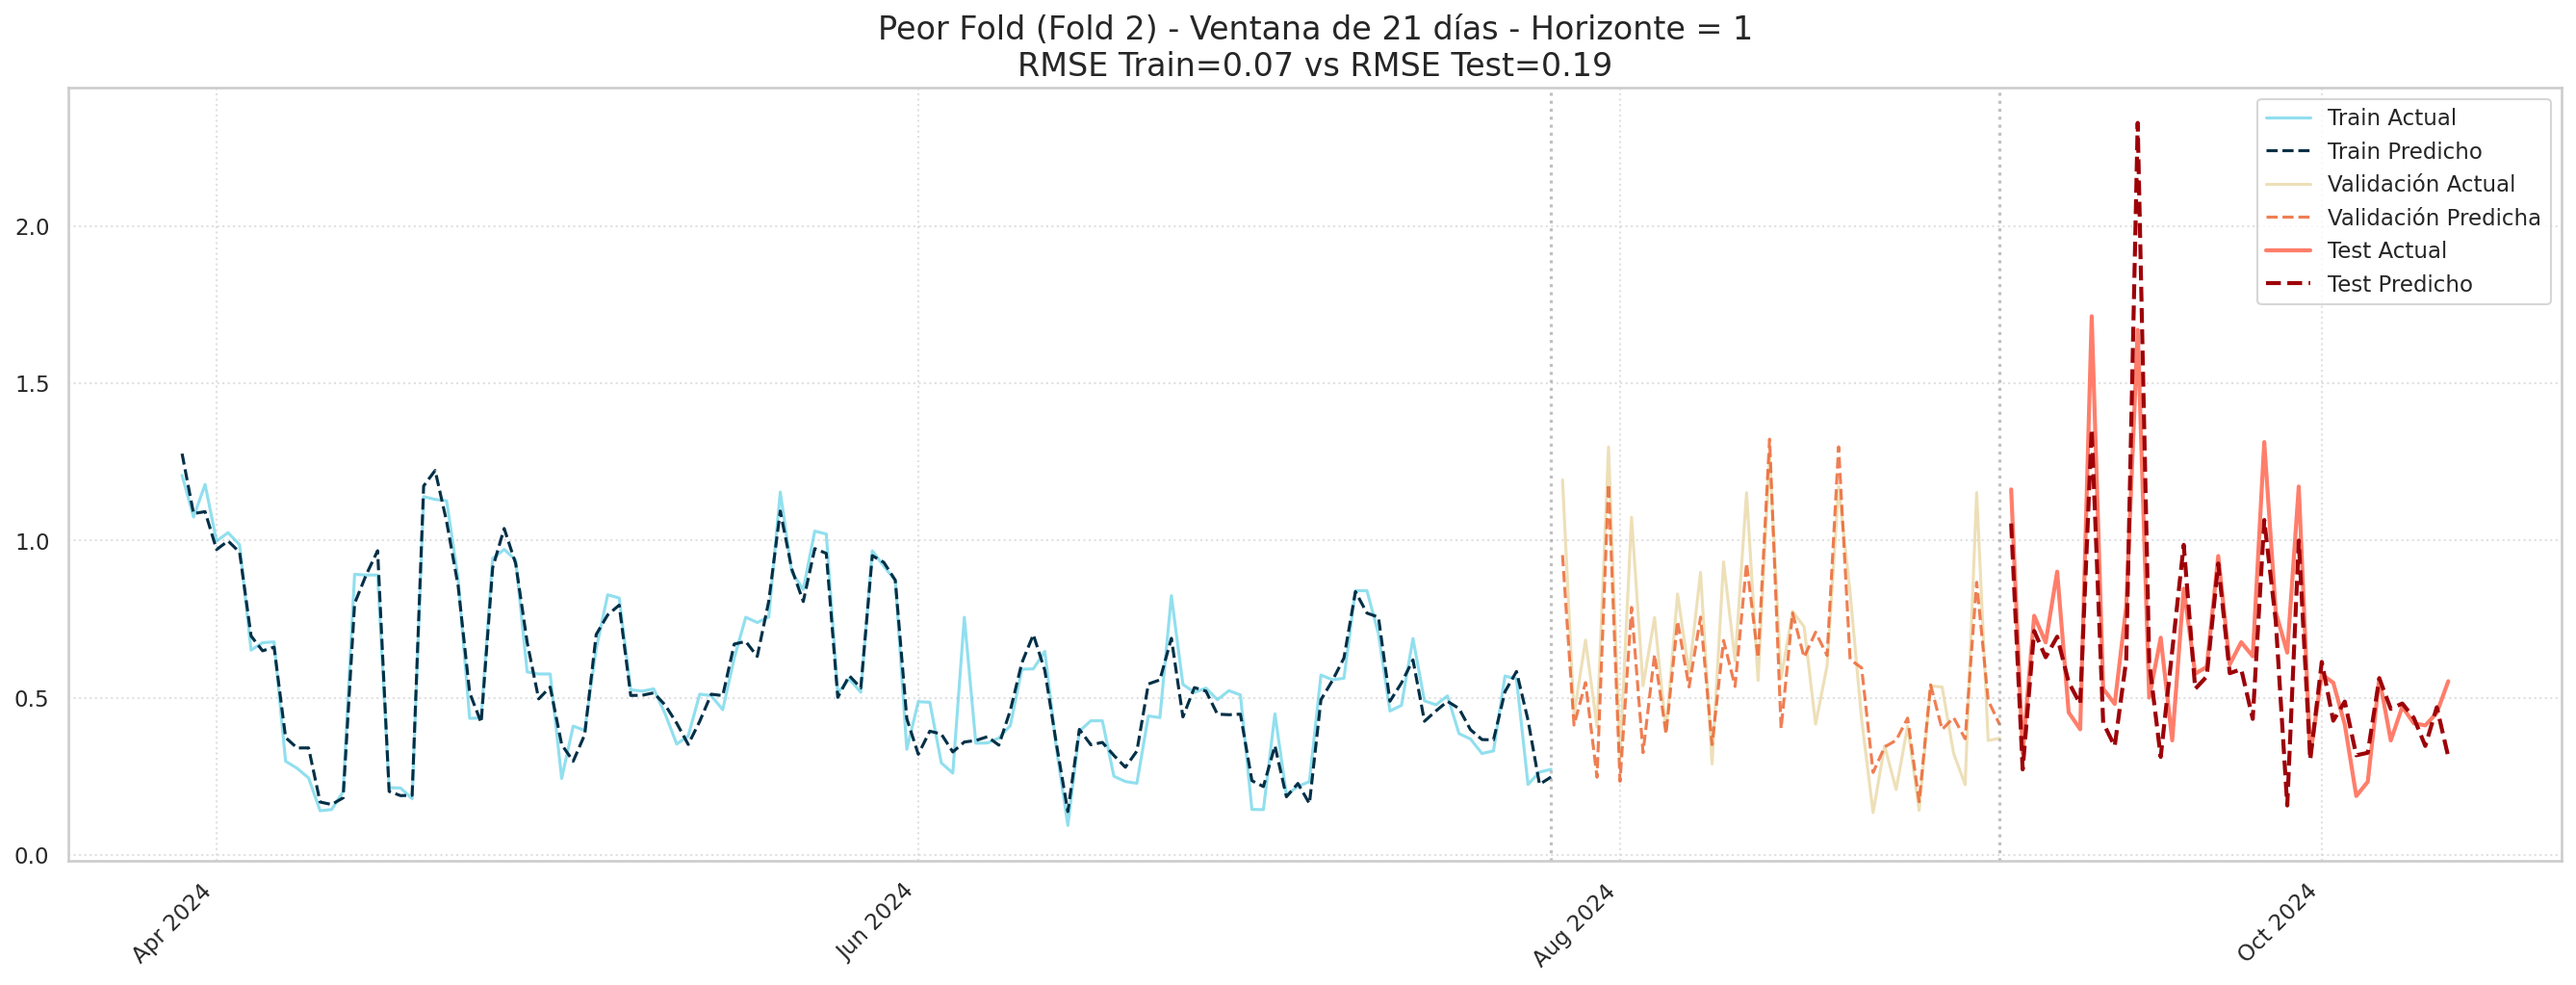 Peor Fold (Fold 2) - Ventana de 21 días - Horizonte = 1
RMSE Train=0.07 vs RMSE Test=0.19
Train Actual
Train Predicho
Validación Actual
Validación Predicha
Test Actual
Test Predicho
2.0
1.5
1.0
0.5
0.0
Apr 2024
Jun 2024
Aug 2024
Oct 2024